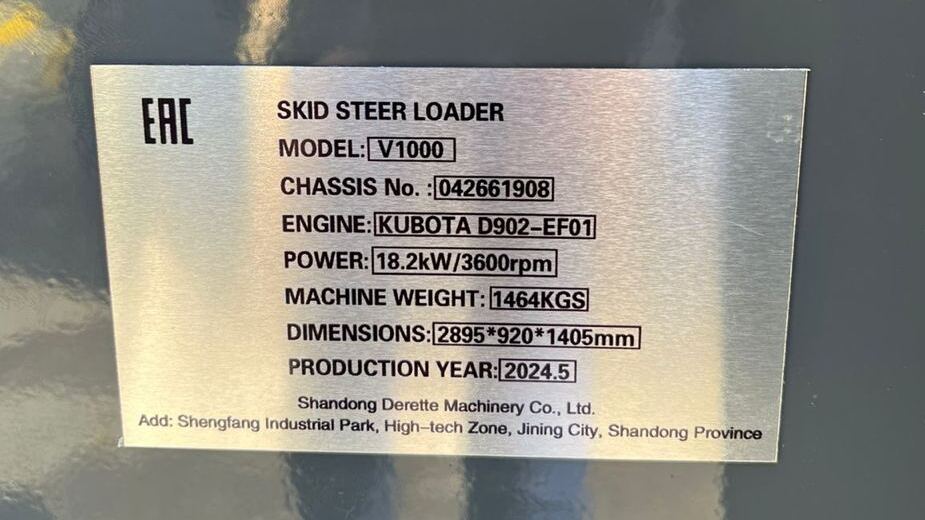 EAC
SKID STEER LOADER
MODEL: V1000
CHASSIS No. : 042661908
ENGINE: KUBOTA D902-EF01
POWER: 18.2kW/3600rpm
MACHINE WEIGHT: 1464KGS
DIMENSIONS: 2895*920*1405mm
PRODUCTION YEAR: 2024.5
Shandong Derette Machinery Co., Ltd.
Add: Shengfang Industrial Park, High-tech Zone, Jining City, Shandong Province